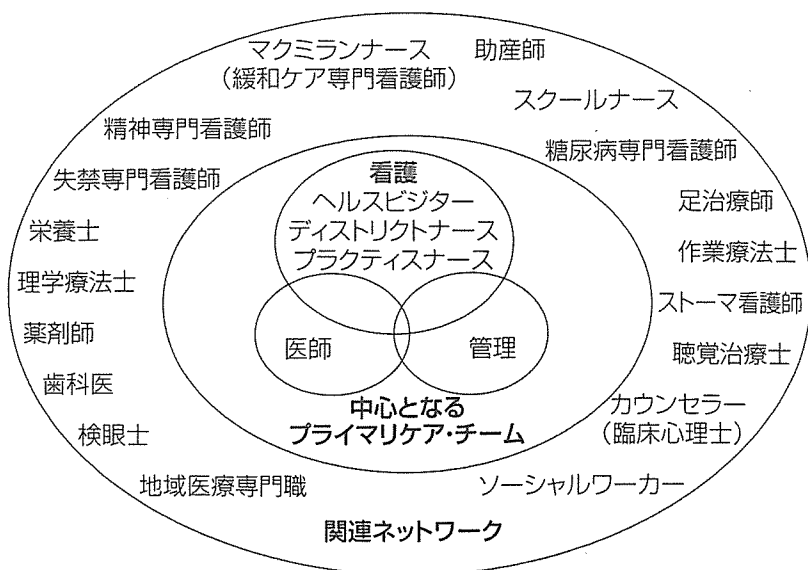 マクミランナース
（緩和ケア専門看護師）
助産師
スクールナース
精神専門看護師
糖尿病専門看護師
失禁専門看護師
看護
ヘルスビジター
ディストリクトナース
プラクティスナース
足治療師
栄養士
作業療法士
理学療法士
ストーマ看護師
薬剤師
医師
管理
聴覚治療士
歯科医
中心となる
プライマリケア・チーム
カウンセラー
（臨床心理士）
検眼士
地域医療専門職
ソーシャルワーカー
関連ネットワーク